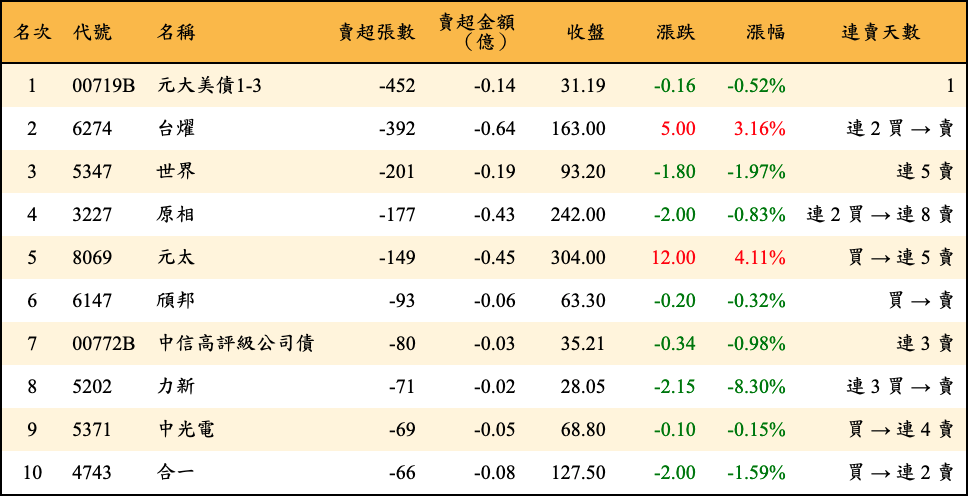 名次 代號 名稱 賣超張數 賣超金額（億） 收盤 漲跌 漲幅 連賣天數
1 00719B 元大美債1-3 -452 -0.14 31.19 -0.16 -0.52% 1
2 6274 台燿 -392 -0.64 163.00 5.00 3.16% 連 2 買 → 賣
3 5347 世界 -201 -0.19 93.20 -1.80 -1.97% 連 5 賣
4 3227 原相 -177 -0.43 242.00 -2.00 -0.83% 連 2 買 → 連 8 賣
5 8069 元太 -149 -0.45 304.00 12.00 4.11% 買 → 連 5 賣
6 6147 頎邦 -93 -0.06 63.30 -0.20 -0.32% 買 → 賣
7 00772B 中信高評級公司債 -80 -0.03 35.21 -0.34 -0.98% 連 3 賣
8 5202 力新 -71 -0.02 28.05 -2.15 -8.30% 連 3 買 → 賣
9 5371 中光電 -69 -0.05 68.80 -0.10 -0.15% 買 → 連 4 賣
10 4743 合一 -66 -0.08 127.50 -2.00 -1.59% 買 → 連 2 賣